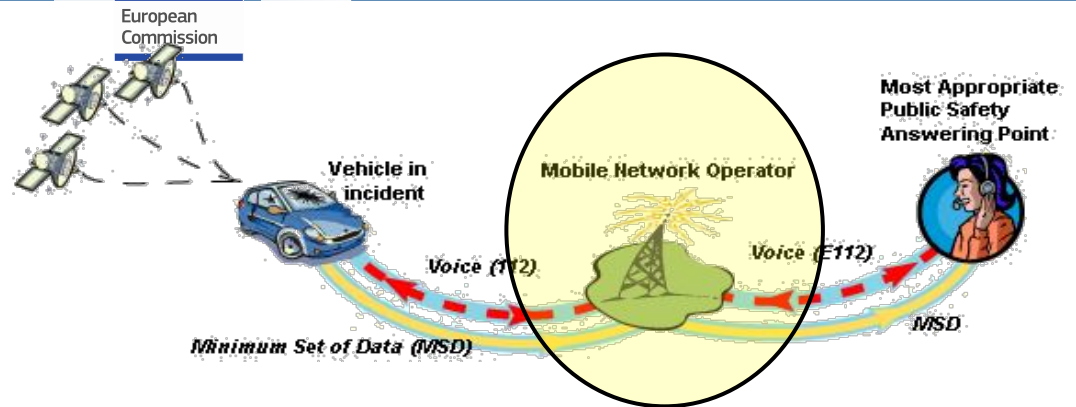 European
Commission
Most Appropriate
Public Safety
Answering Point
Vehicle in
incident
Mobile Network Operator
Voice (112)
Voice (E112)
MSD
Minimum Set of Data (MSD)